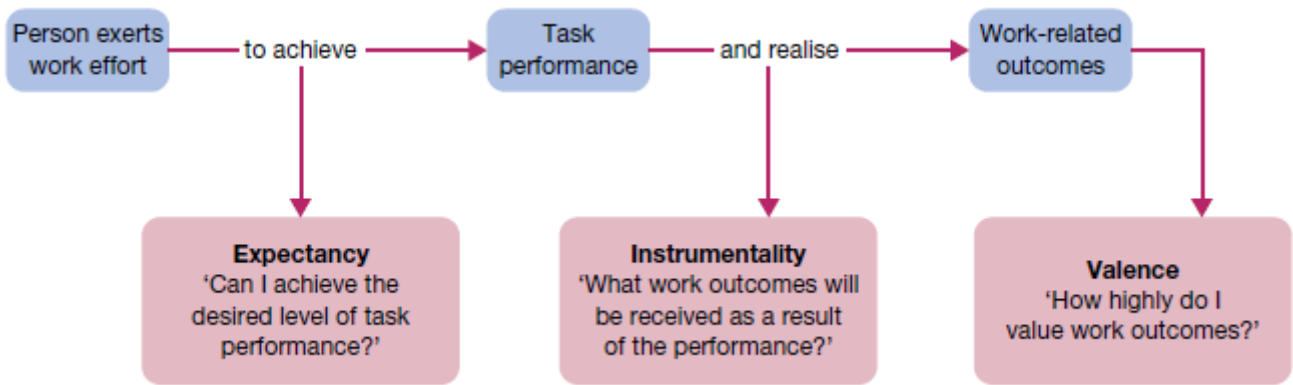 Person exerts
work effort
to achieve
Task
performance
and realise
Work-related
outcomes
Expectancy
‘Can I achieve the
desired level of task
performance?’
Instrumentality
‘What work outcomes will
be received as a result
of the performance?’
Valence
‘How highly do I
value work outcomes?’